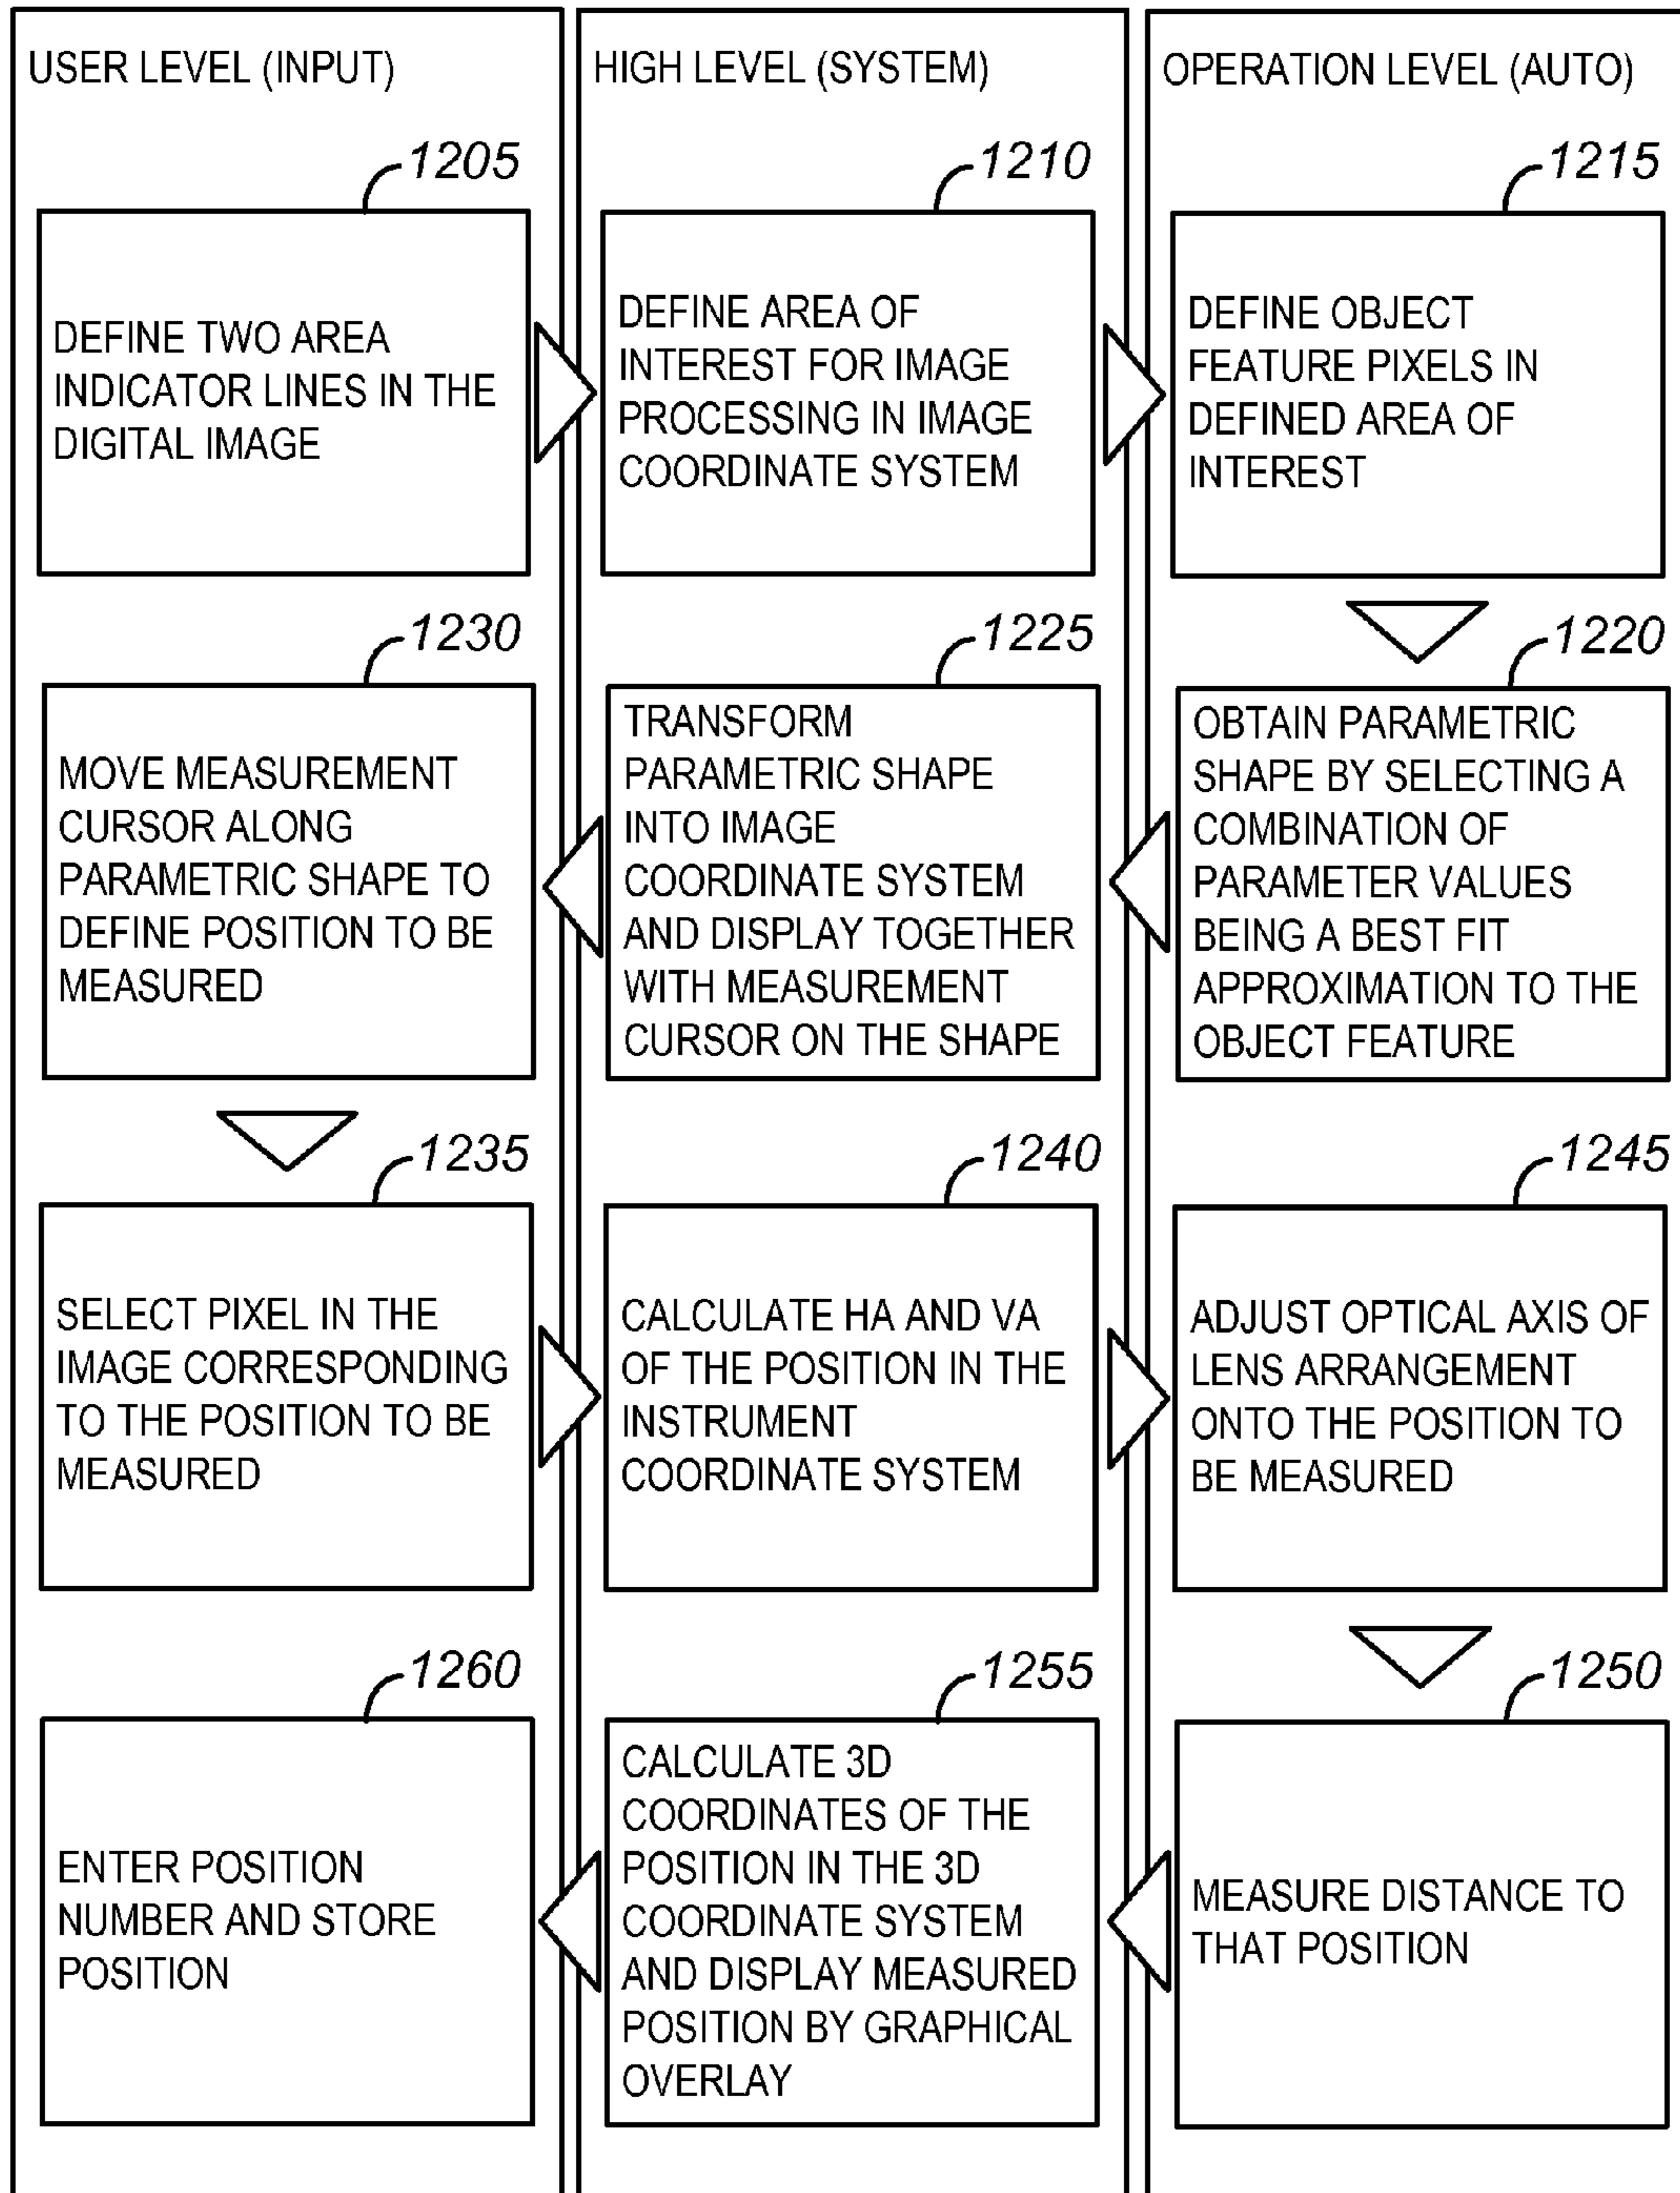 USER LEVEL (INPUT)
HIGH LEVEL (SYSTEM)
OPERATION LEVEL (AUTO)
1205
DEFINE TWO AREA
INDICATOR LINES IN THE
DIGITAL IMAGE
1210
DEFINE AREA OF
INTEREST FOR IMAGE
PROCESSING IN IMAGE
COORDINATE SYSTEM
1215
DEFINE OBJECT
FEATURE PIXELS IN
DEFINED AREA OF
INTEREST
1220
OBTAIN PARAMETRIC
SHAPE BY SELECTING A
COMBINATION OF
PARAMETER VALUES
BEING A BEST FIT
APPROXIMATION TO THE
OBJECT FEATURE
1225
TRANSFORM
PARAMETRIC SHAPE
INTO IMAGE
COORDINATE SYSTEM
AND DISPLAY TOGETHER
WITH MEASUREMENT
CURSOR ON THE SHAPE
1230
MOVE MEASUREMENT
CURSOR ALONG
PARAMETRIC SHAPE TO
DEFINE POSITION TO BE
MEASURED
1235
SELECT PIXEL IN THE
IMAGE CORRESPONDING
TO THE POSITION TO BE
MEASURED
1240
CALCULATE HA AND VA
OF THE POSITION IN THE
INSTRUMENT
COORDINATE SYSTEM
1245
ADJUST OPTICAL AXIS OF
LENS ARRANGEMENT
ONTO THE POSITION TO
BE MEASURED
1250
MEASURE DISTANCE TO
THAT POSITION
1255
CALCULATE 3D
COORDINATES OF THE
POSITION IN THE 3D
COORDINATE SYSTEM
AND DISPLAY MEASURED
POSITION BY GRAPHICAL
OVERLAY
1260
ENTER POSITION
NUMBER AND STORE
POSITION